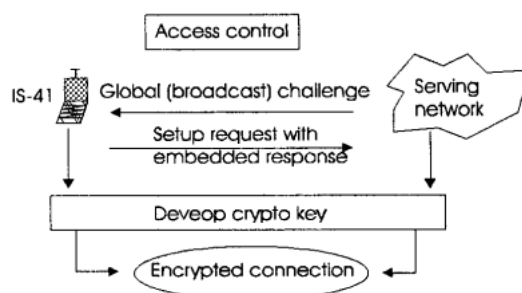 Access control
IS-41
Global (broadcast) challenge
Serving
network
Setup request with
embedded response
Deveop crypto key
Encrypted connection